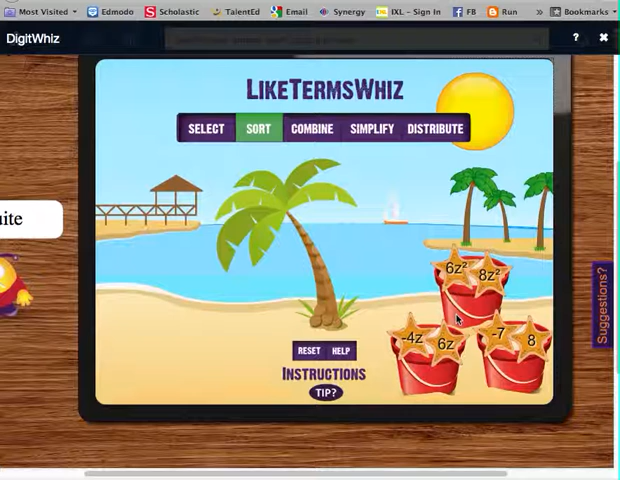 Most Visited Edmodo Scholastic TalentEd Email Synergy IXL - Sign In FB Run » Bookmarks
DigitWhiz ?
LIKETERMSWHIZ
SELECT SORT COMBINE SIMPLIFY DISTRIBUTE
uite
6z² 8z²
Suggestions?
-4z 6z -7 8
RESET HELP
INSTRUCTIONS
TIP?